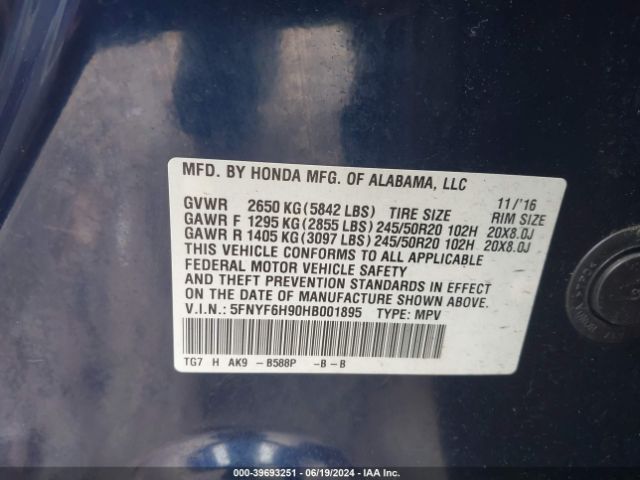 MFD. BY HONDA MFG. OF ALABAMA, LLC 11/'16
GVWR 2650 KG (5842 LBS) TIRE SIZE RIM SIZE
GAWR F 1295 KG (2855 LBS) 245/50R20 102H 20X8.0J
GAWR R 1405 KG (3097 LBS) 245/50R20 102H 20X8.0J
THIS VEHICLE CONFORMS TO ALL APPLICABLE
FEDERAL MOTOR VEHICLE SAFETY
AND THEFT PREVENTION STANDARDS IN EFFECT
ON THE DATE OF MANUFACTURE SHOWN ABOVE.
V.I.N.: 5FNYF6H90HB001895 TYPE: MPV
TG7 H AK9 -B588P -B-B
000-39693251 - 06/19/2024 - IAA Inc.